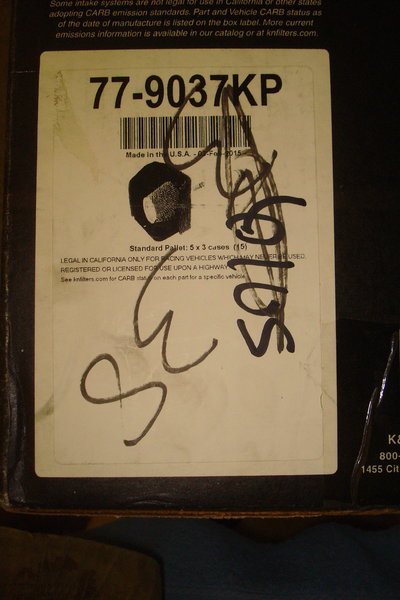 Some intake systems are not legal for use in California or other states
adopting CARB emission standards. Part and Vehicle CARB status as
of the date of manufacture is listed on the box label. More current
emissions information is available in our catalog or at knfilters.com.
77-9037KP
Made in the U.S.A. - 03-Feb-2015
Standard Pallet: 5 x 3 cases (15)
LEGAL IN CALIFORNIA ONLY FOR RACING VEHICLES WHICH MAY NEVER BE USED,
REGISTERED OR LICENSED FOR USE UPON A HIGHWAY.
See knfilters.com for CARB status on each part for a specific vehicle
K&
800-
1455 Cit